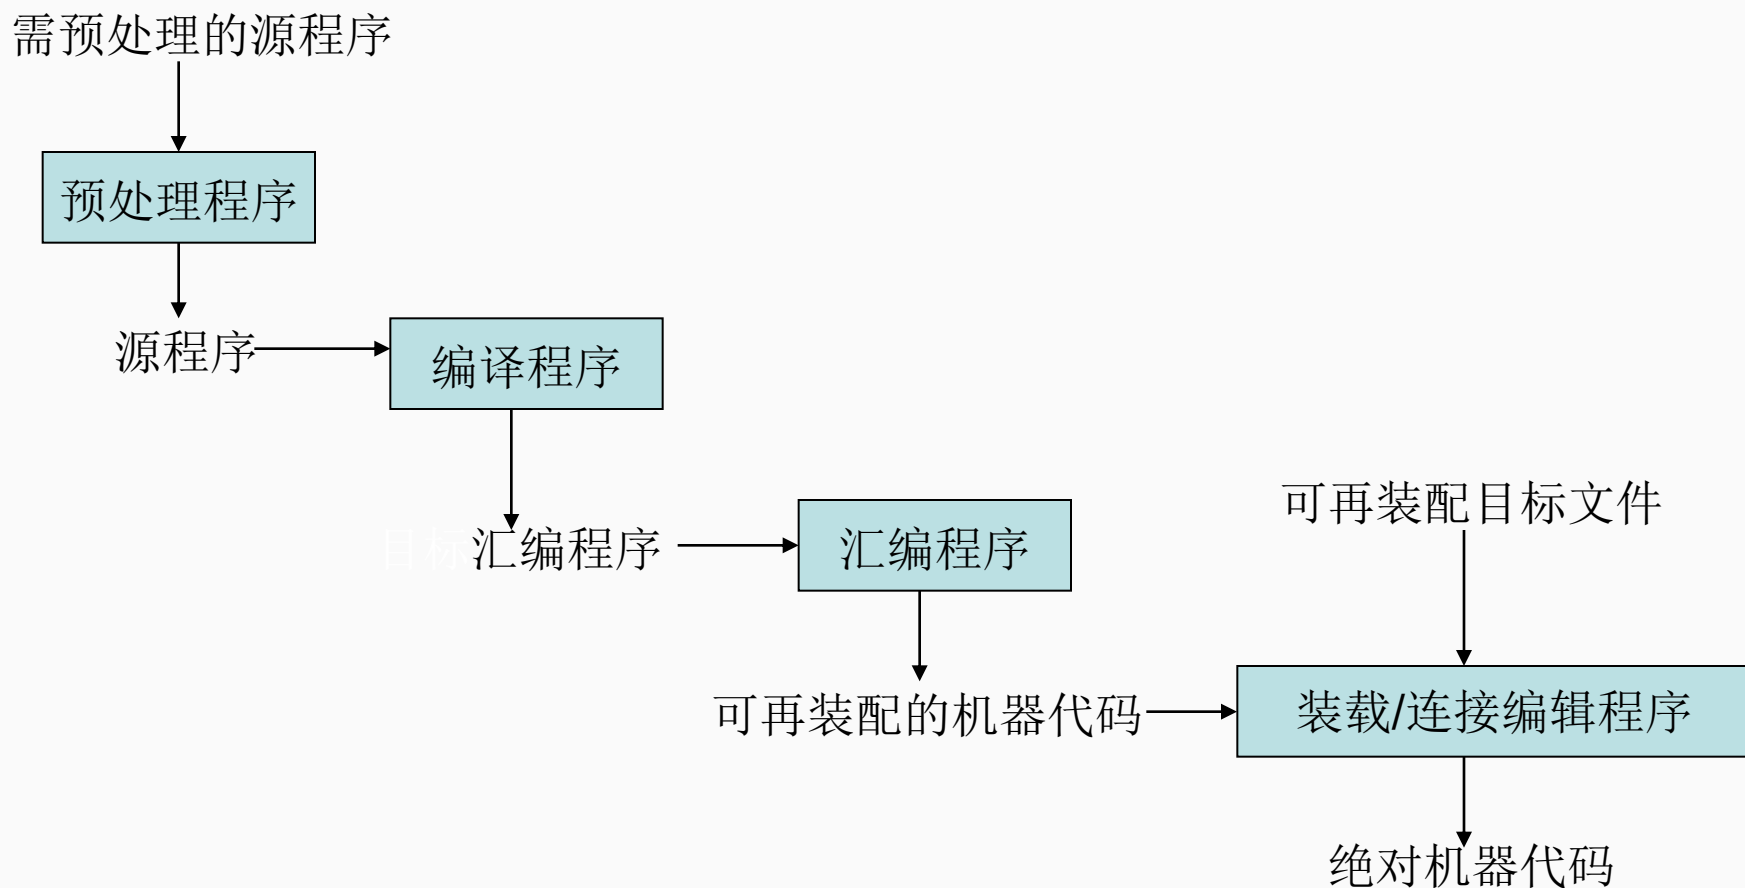 需预处理的源程序
预处理程序
源程序
编译程序
目标汇编程序
汇编程序
可再装配目标文件
可再装配的机器代码
装载/连接编辑程序
绝对机器代码